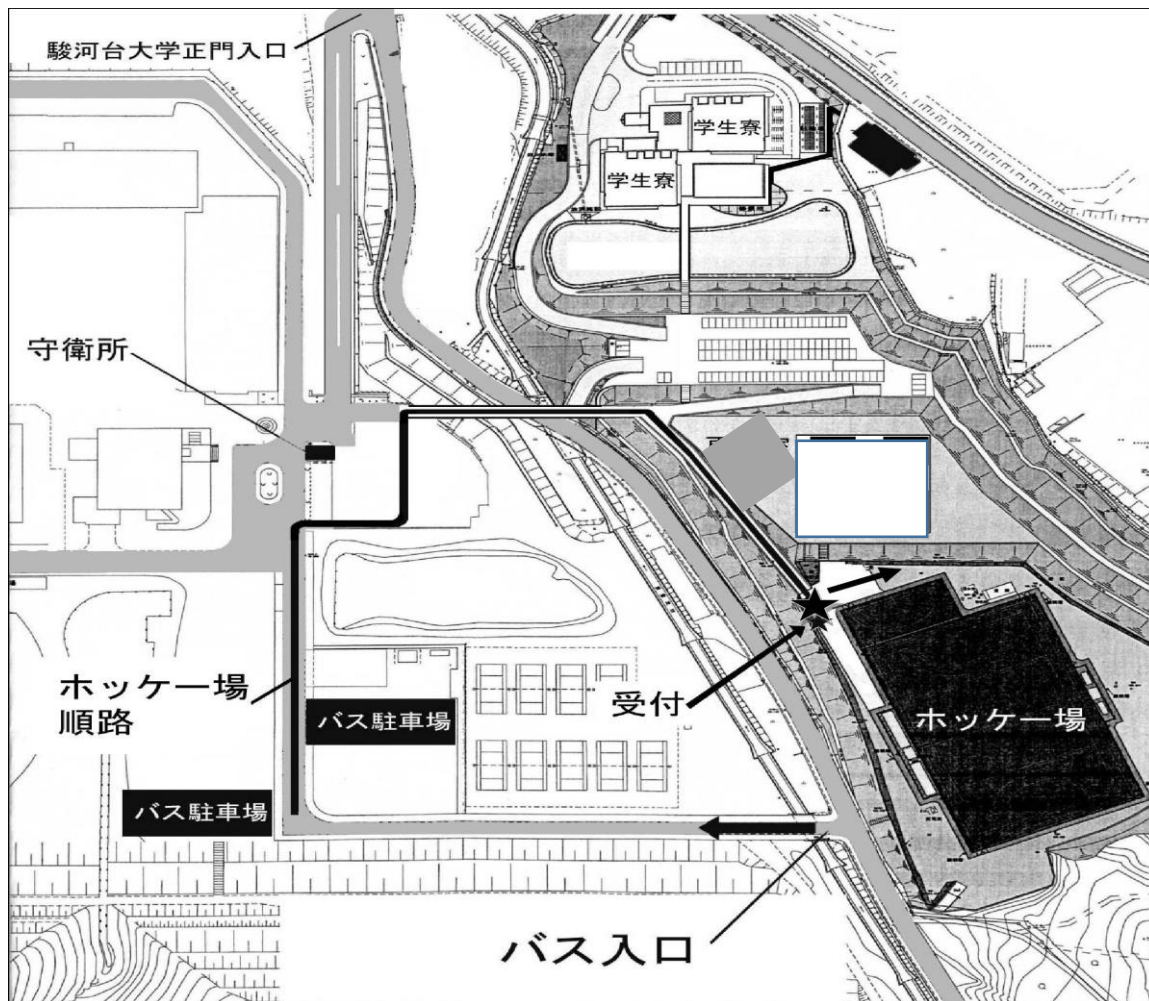 駿河台大学正門入口
学生寮
学生寮
守衛所
ホッケー場
順路
バス駐車場
受付
ホッケー場
バス駐車場
バス入口